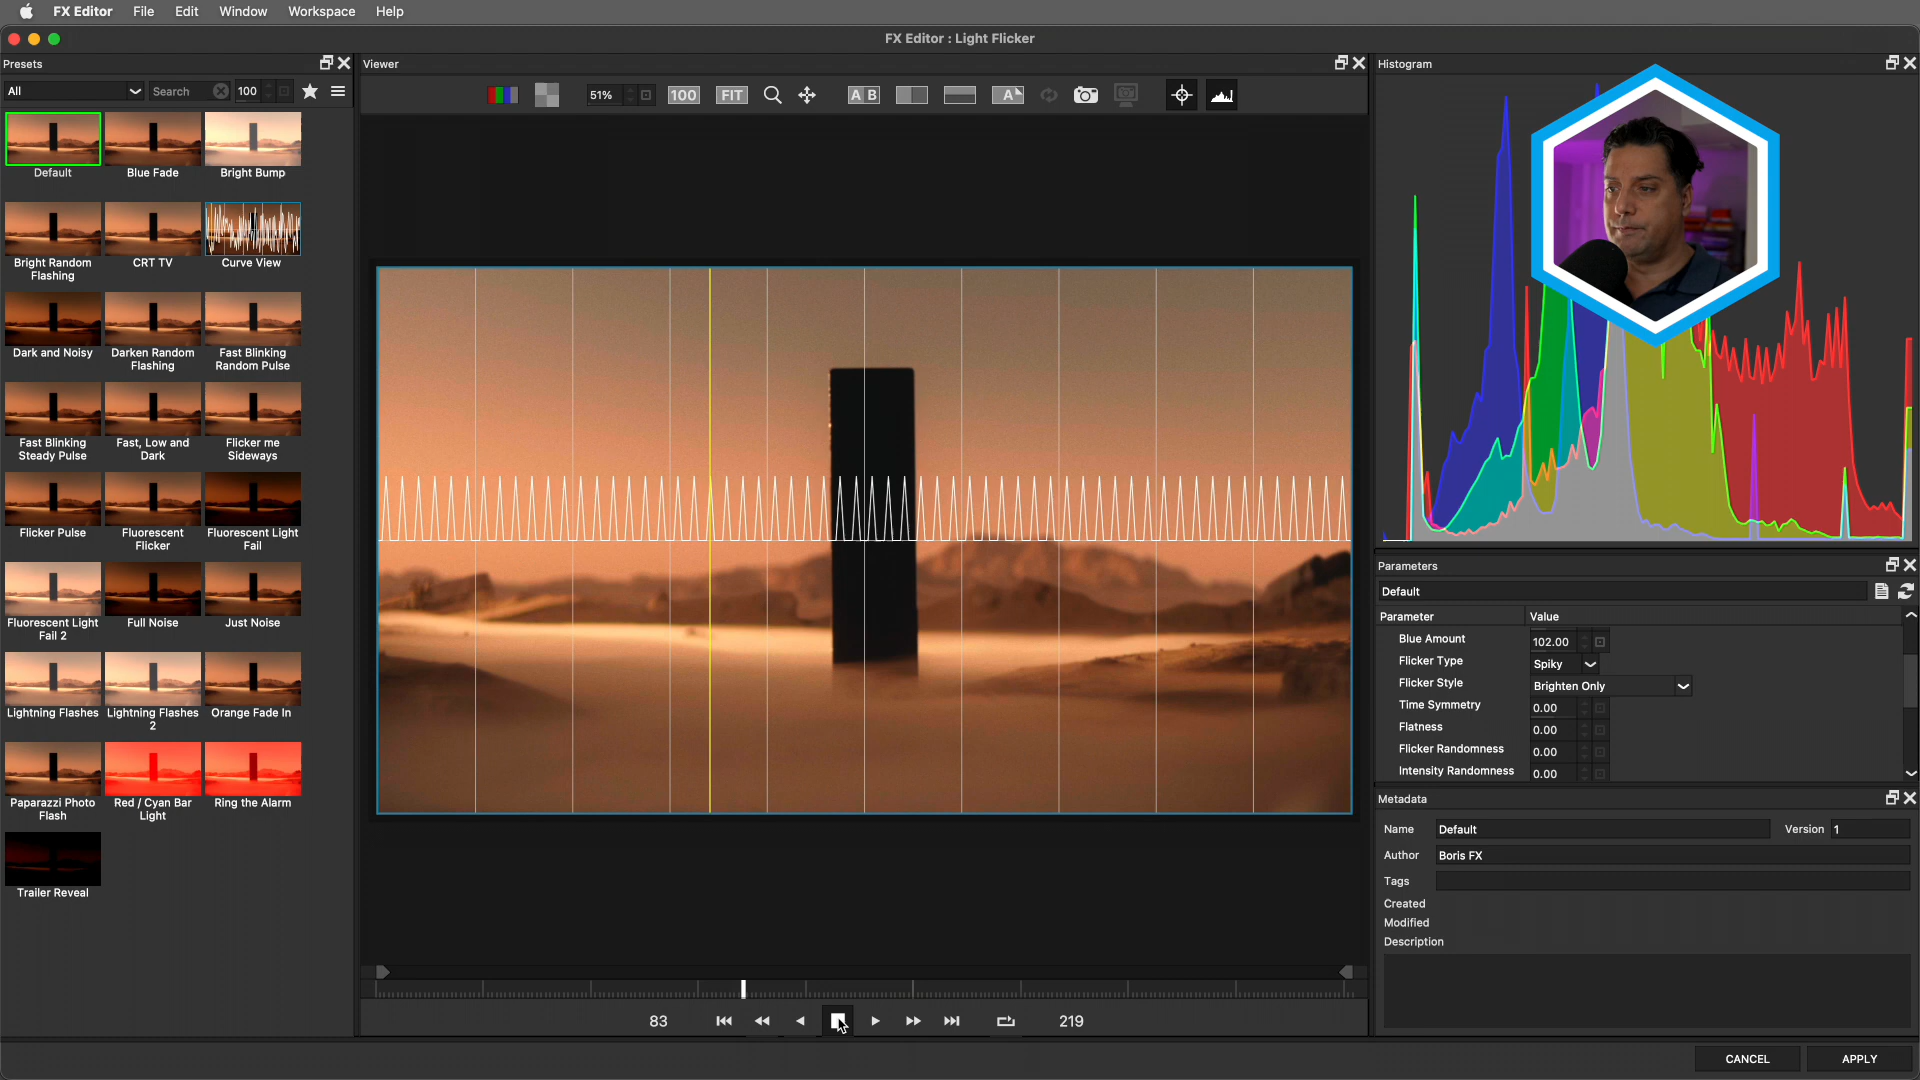 FX Editor File Edit Window Workspace Help
FX Editor : Light Flicker
Presets
All Search 100
Default Blue Fade Bright Bump
Bright Random Flashing CRT TV Curve View
Dark and Noisy Darken Random Flashing Fast Blinking Random Pulse
Fast Blinking Steady Pulse Fast, Low and Dark Flicker me Sideways
Flicker Pulse Fluorescent Flicker Fluorescent Light Fail
Fluorescent Light Fail 2 Full Noise Just Noise
Lightning Flashes Lightning Flashes 2 Orange Fade In
Paparazzi Photo Flash Red / Cyan Bar Light Ring the Alarm
Trailer Reveal
Viewer
51% 100 FIT A B A
83 219
Histogram
Parameters
Default
Parameter Value
Blue Amount 102.00
Flicker Type Spiky
Flicker Style Brighten Only
Time Symmetry 0.00
Flatness 0.00
Flicker Randomness 0.00
Intensity Randomness 0.00
Metadata
Name Default Version 1
Author Boris FX
Tags
Created
Modified
Description
CANCEL APPLY